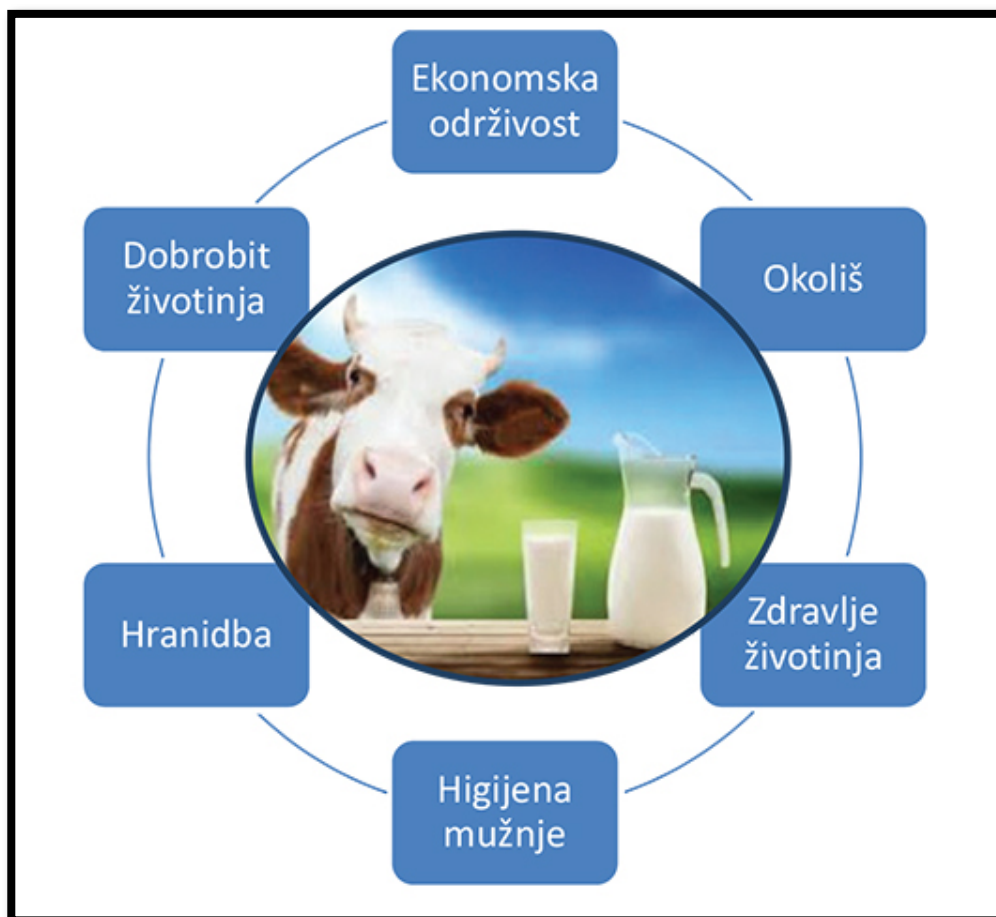 Ekonomska
održivost
Okoliš
Zdravlje
životinja
Higijena
mužnje
Hranidba
Dobrobit
životinja